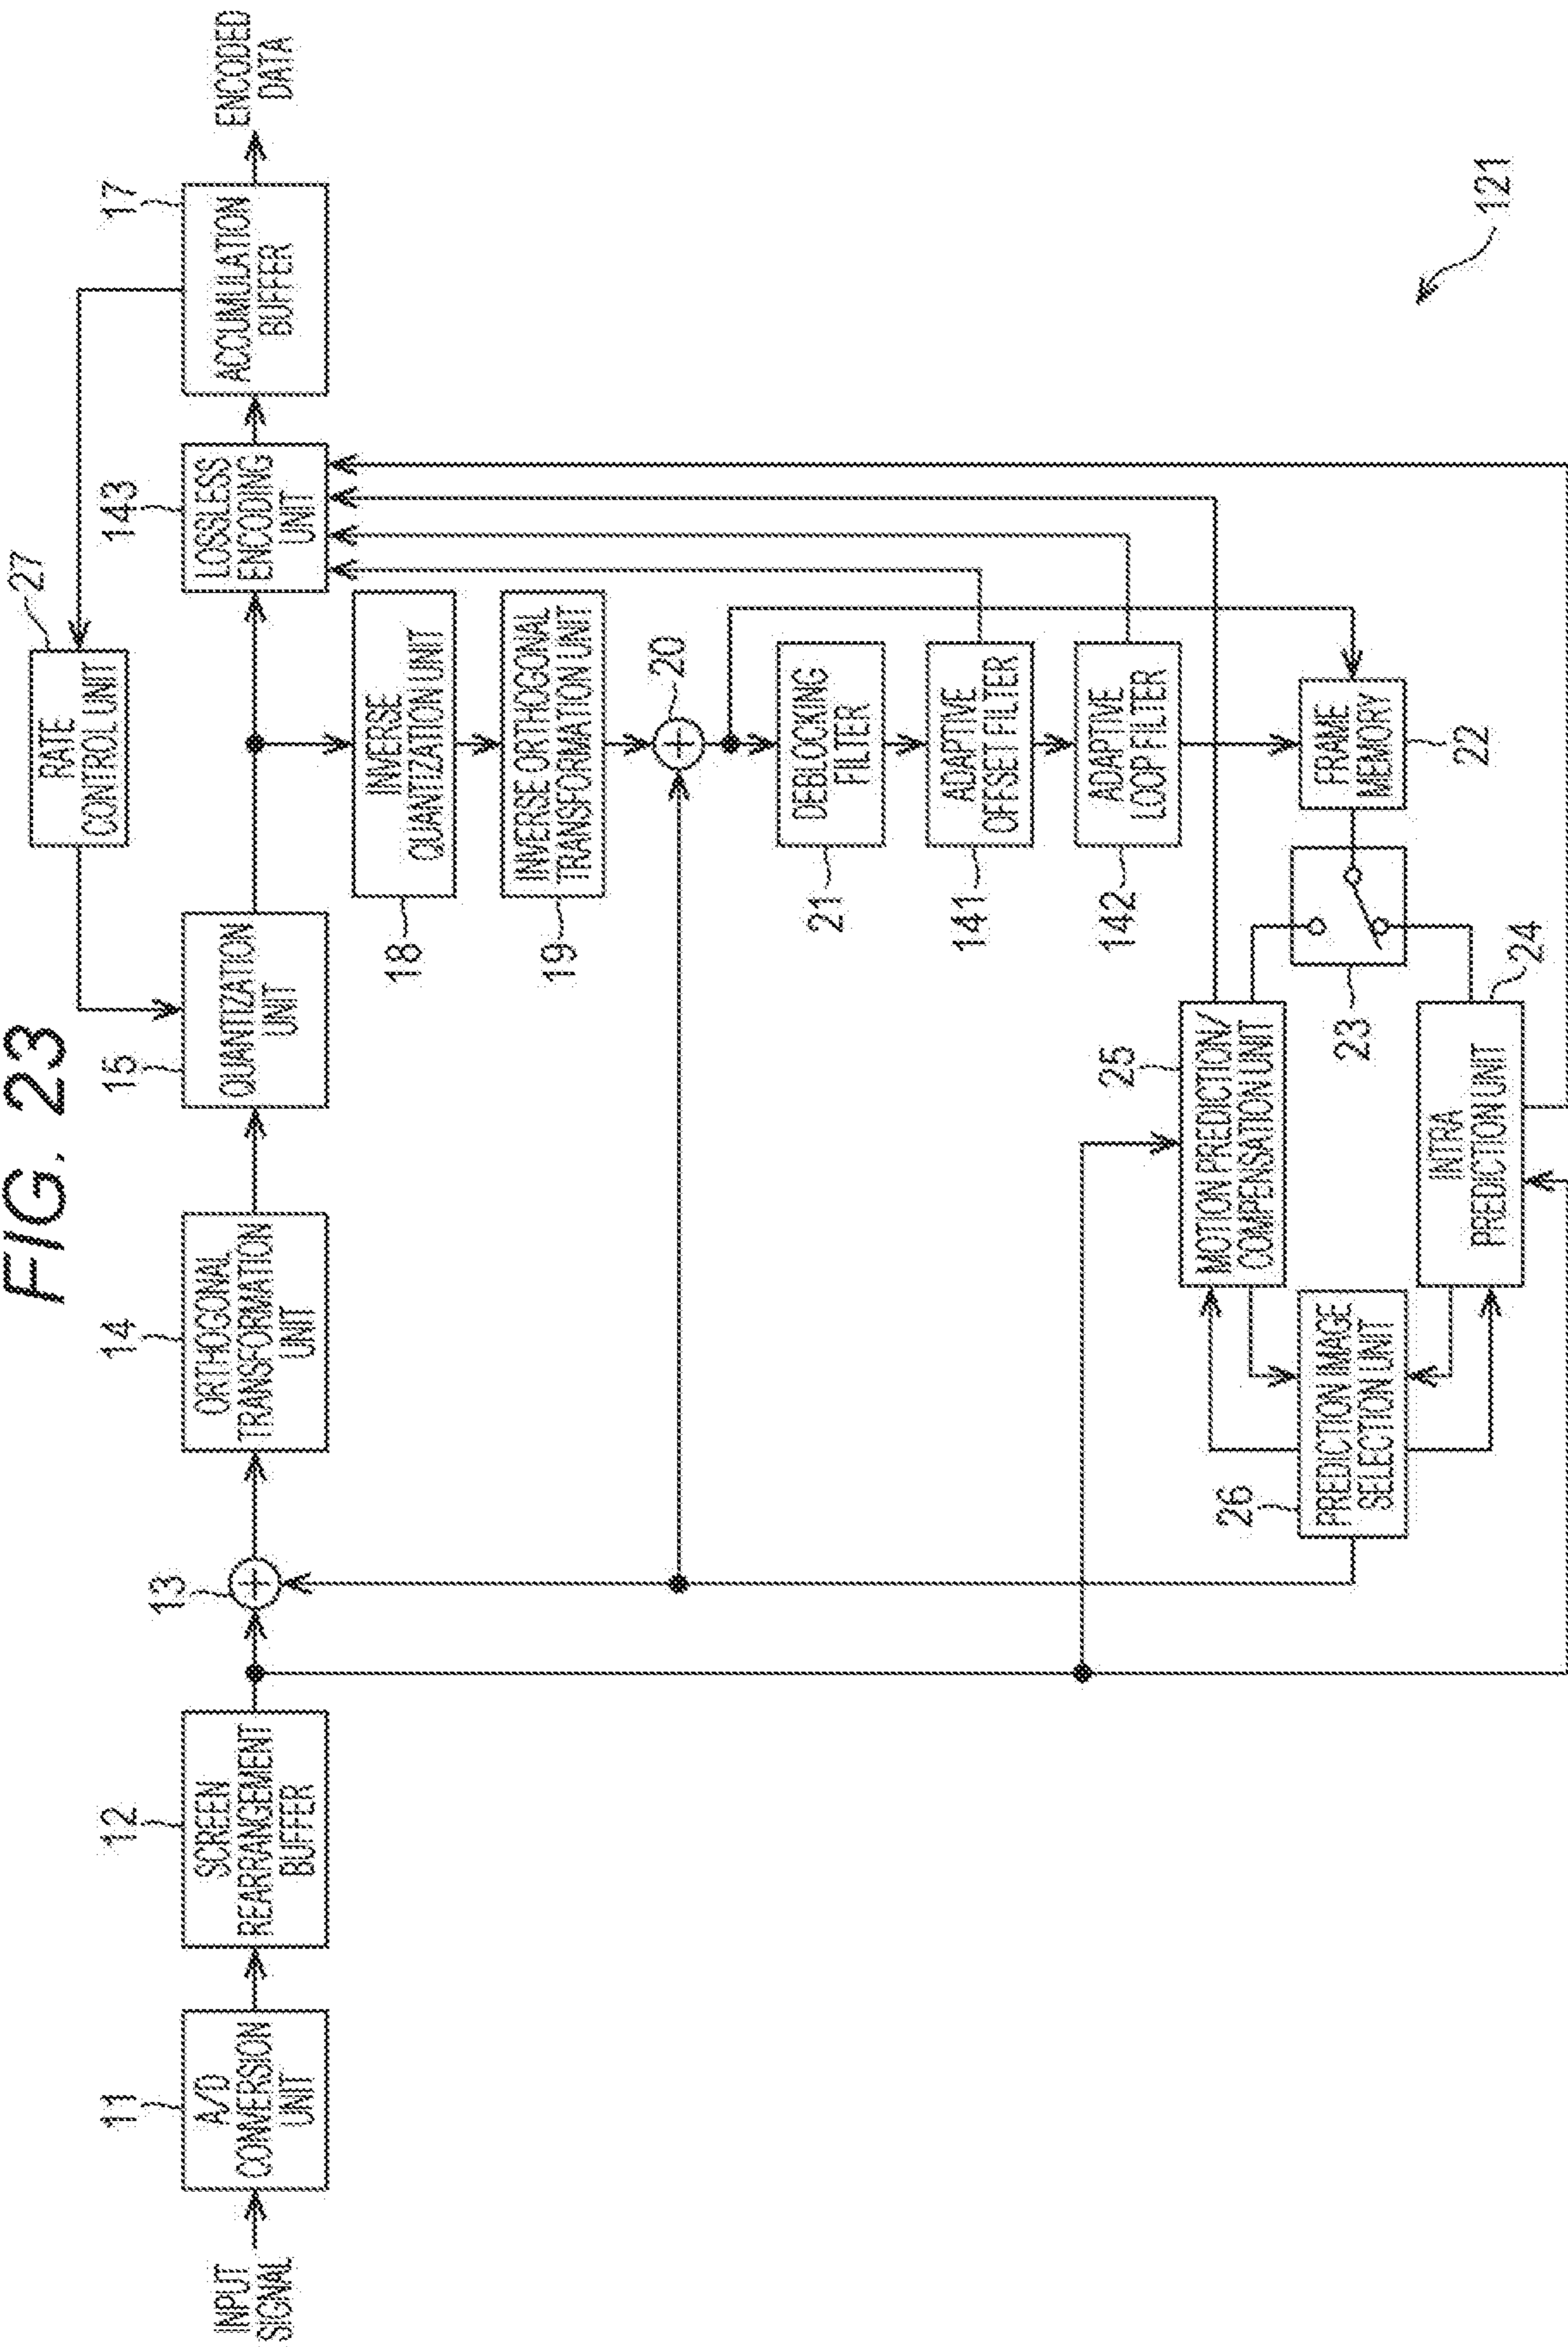 FIG. 23
27
RATE
CONTROL UNIT
11
A/D
CONVERSION
UNIT
12
SCREEN
REARRANGEMENT
BUFFER
13
14
ORTHOGONAL
TRANSFORMATION
UNIT
15
QUANTIZATION
UNIT
143
LOSSLESS
ENCODING
UNIT
17
ACCUMULATION
BUFFER
INPUT
SIGNAL
ENCODED
DATA
18
INVERSE
QUANTIZATION UNIT
19
INVERSE ORTHOGONAL
TRANSFORMATION UNIT
20
21
DEBLOCKING
FILTER
141
ADAPTIVE
OFFSET FILTER
142
ADAPTIVE
LOOP FILTER
25
MOTION PREDICTION/
COMPENSATION UNIT
26
PREDICTION IMAGE
SELECTION UNIT
23
FRAME
MEMORY
22
INTRA
PREDICTION UNIT
24
121